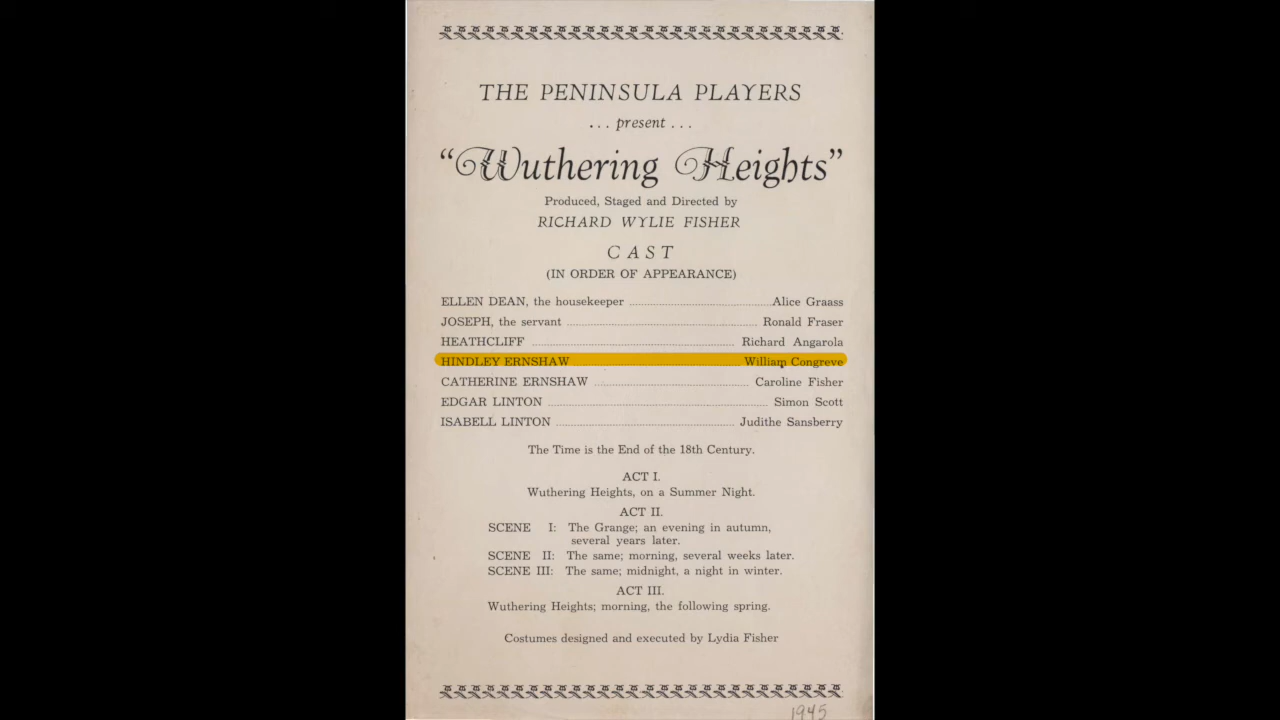 THE PENINSULA PLAYERS
... present ...
"Wuthering Heights"
Produced, Staged and Directed by
RICHARD WYLIE FISHER
CAST
(IN ORDER OF APPEARANCE)
ELLEN DEAN, the housekeeper Alice Graass
JOSEPH, the servant Ronald Fraser
HEATHCLIFF Richard Angarola
HINDLEY ERNSHAW William Congreve
CATHERINE ERNSHAW Caroline Fisher
EDGAR LINTON Simon Scott
ISABELL LINTON Judithe Sansberry
The Time is the End of the 18th Century.
ACT I.
Wuthering Heights, on a Summer Night.
ACT II.
SCENE I: The Grange; an evening in autumn,
several years later.
SCENE II: The same; morning, several weeks later.
SCENE III: The same; midnight, a night in winter.
ACT III.
Wuthering Heights; morning, the following spring.
Costumes designed and executed by Lydia Fisher
1945